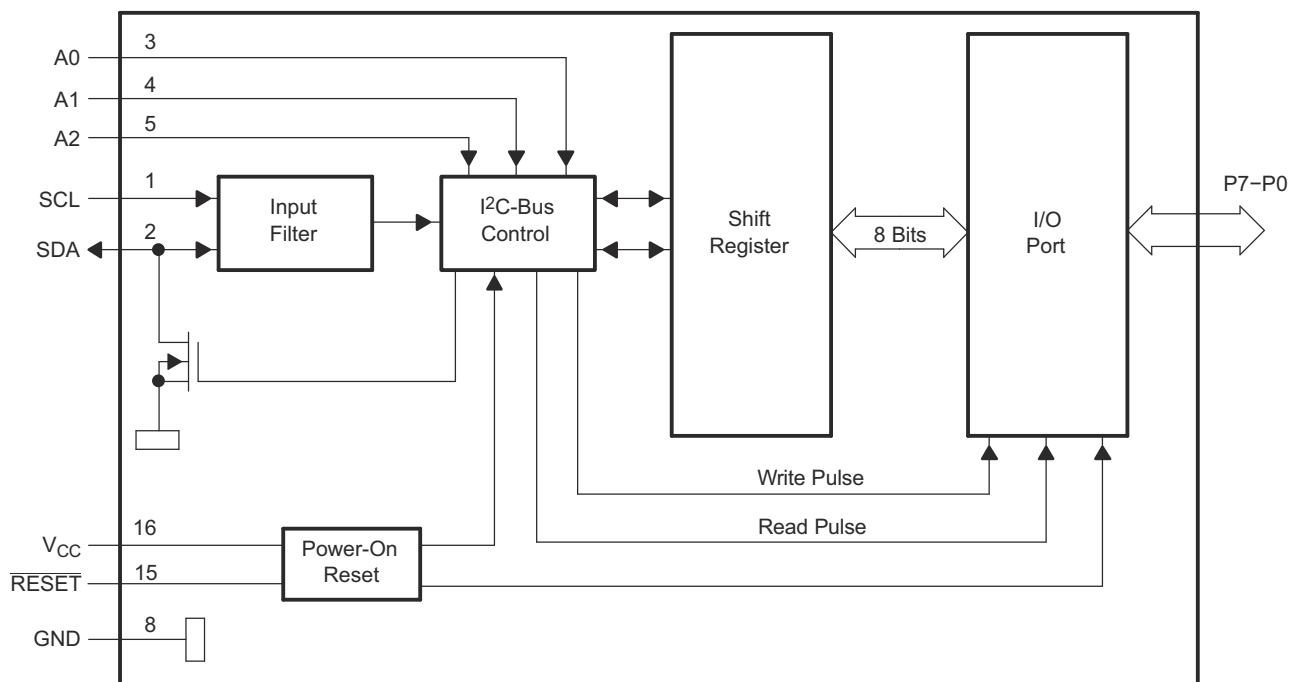 3
A0
4
A1
5
A2
1
SCL
2
SDA
Input
Filter
I²C-Bus
Control
Shift
Register
8 Bits
I/O
Port
P7−P0
Write Pulse
Read Pulse
16
VCC
15
RESET
Power-On
Reset
8
GND